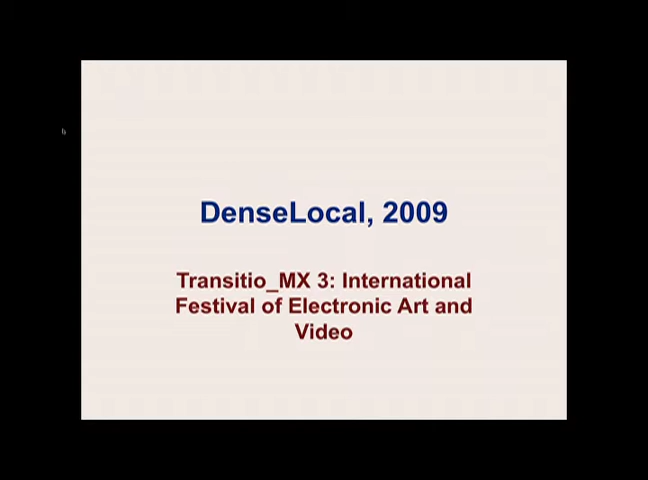 DenseLocal, 2009
Transitio_MX 3: International
Festival of Electronic Art and
Video